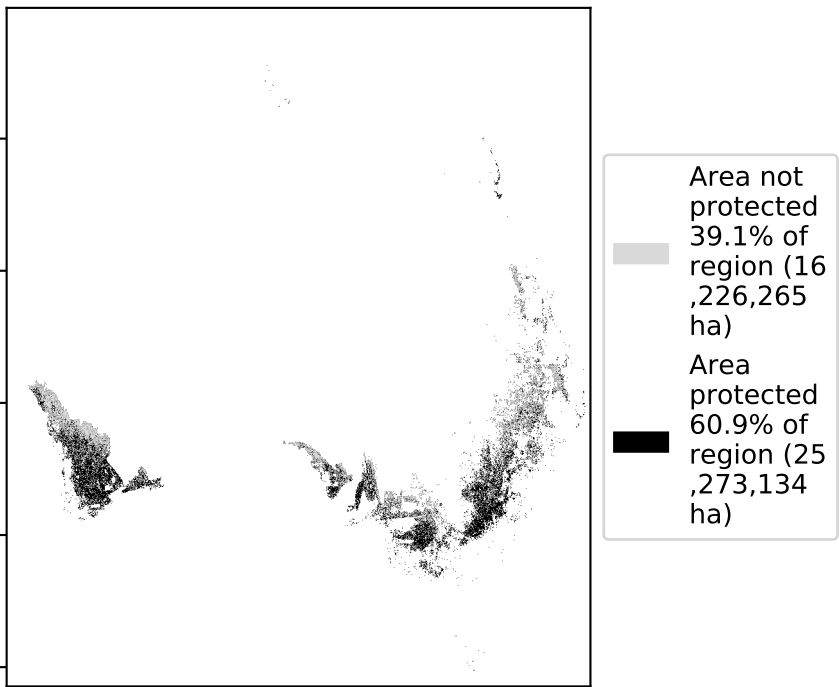 Area not
protected
39.1% of
region (16
,226,265
ha)
Area
protected
60.9% of
region (25
,273,134
ha)